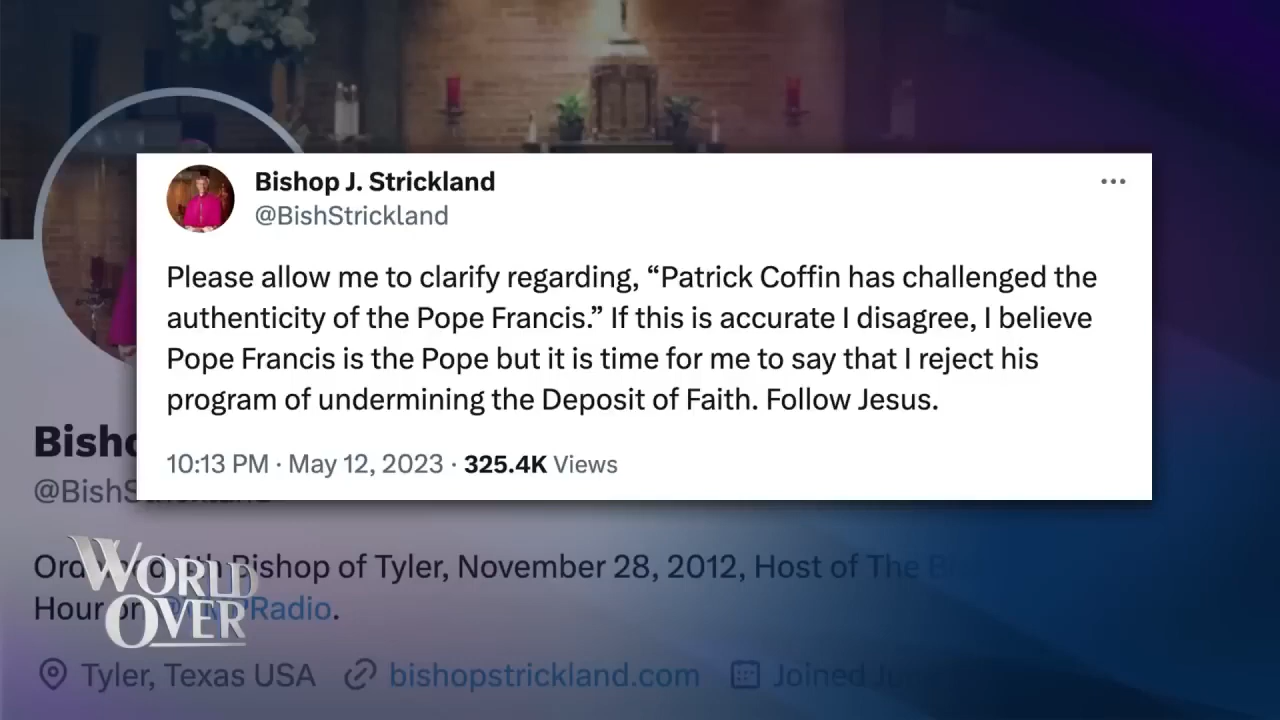 Bishop J. Strickland
@BishStrickland
Please allow me to clarify regarding, “Patrick Coffin has challenged the
authenticity of the Pope Francis.” If this is accurate I disagree, I believe
Pope Francis is the Pope but it is time for me to say that I reject his
program of undermining the Deposit of Faith. Follow Jesus.
10:13 PM · May 12, 2023 · 325.4K Views
Bishop of Tyler, November 28, 2012, Host of The
Hour on
WORLD
OVER
Tyler, Texas USA bishopstrickland.com Joined